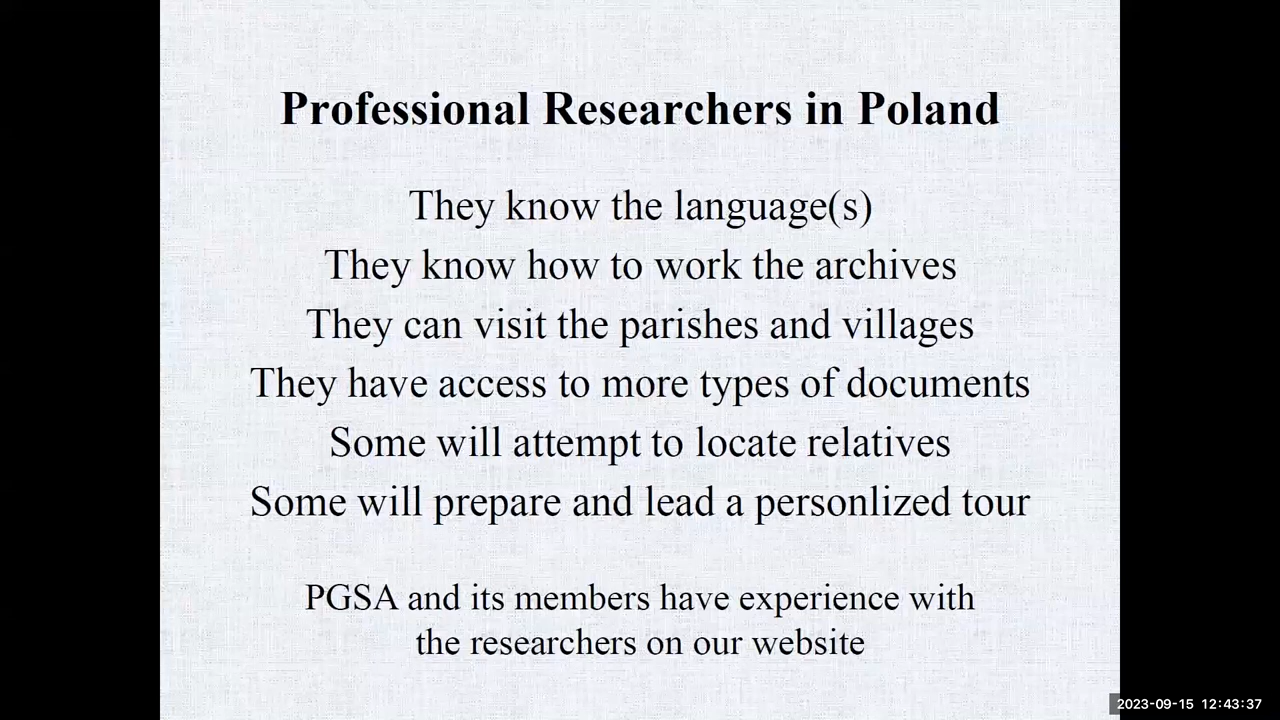 Professional Researchers in Poland
They know the language(s)
They know how to work the archives
They can visit the parishes and villages
They have access to more types of documents
Some will attempt to locate relatives
Some will prepare and lead a personlized tour
PGSA and its members have experience with
the researchers on our website
2023-09-15 12:43:37